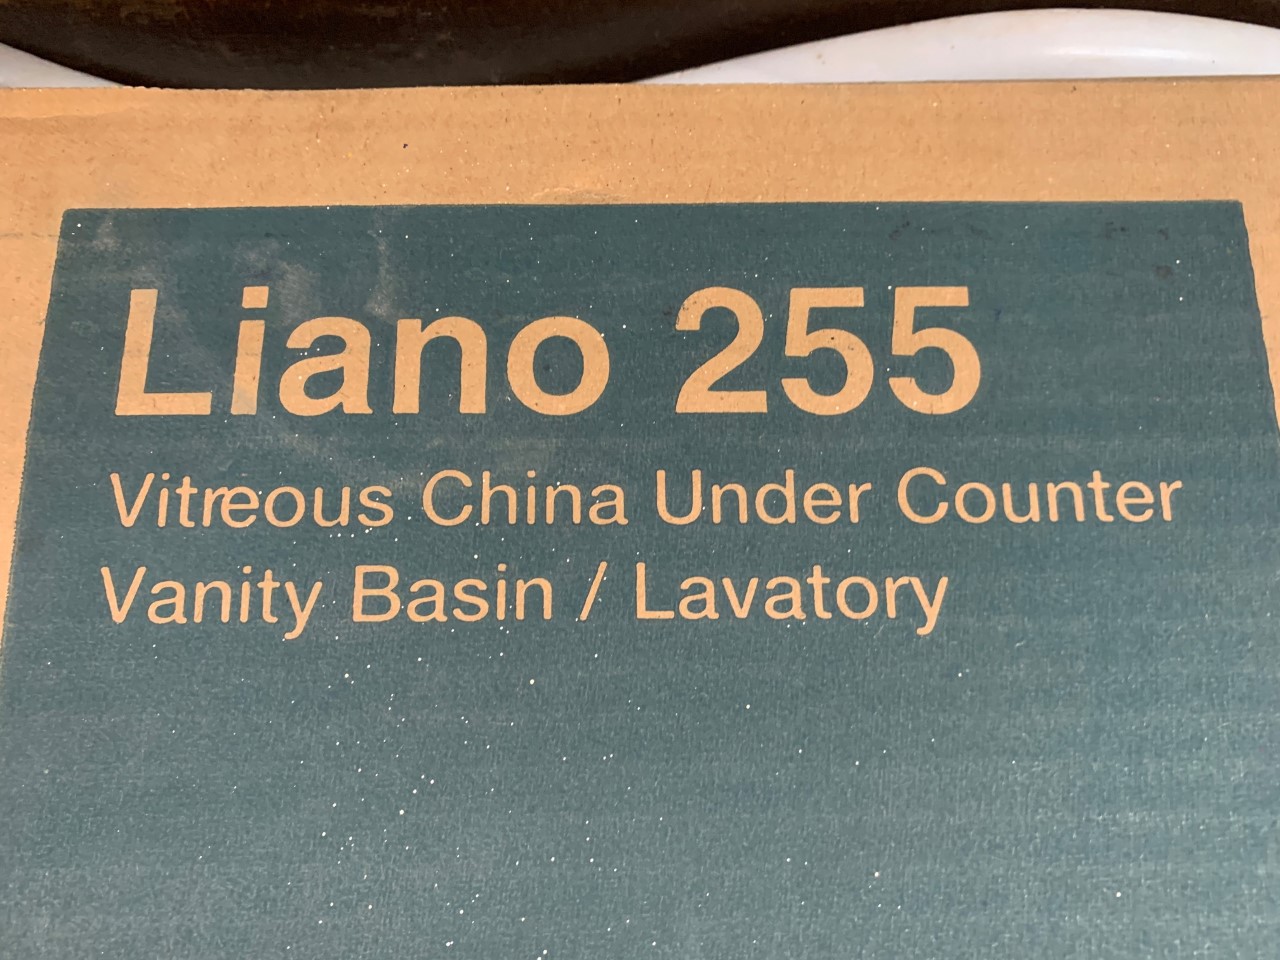 Liano 255
Vitreous China Under Counter
Vanity Basin / Lavatory